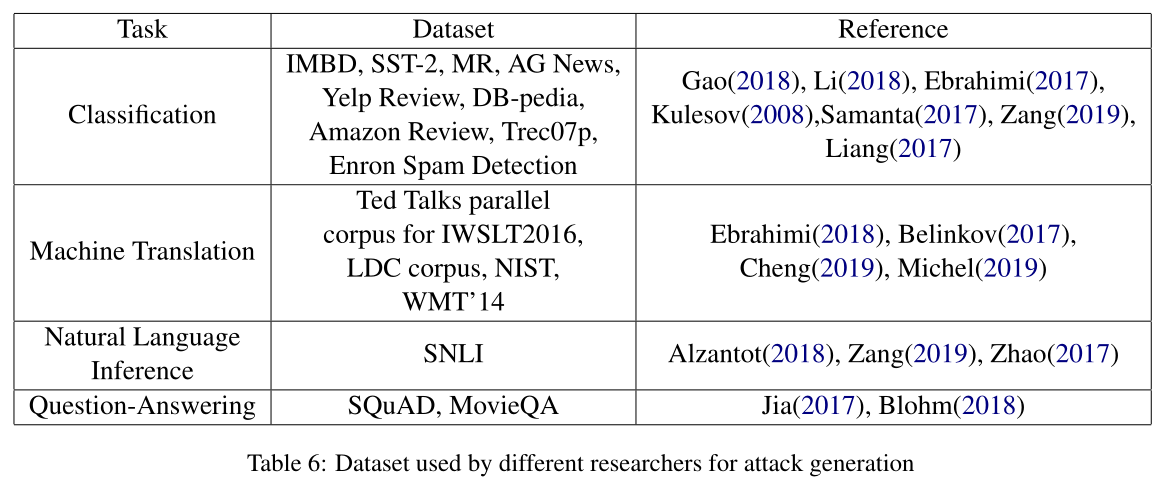 Task Dataset Reference
Classification
IMBD, SST-2, MR, AG News,
Yelp Review, DB-pedia,
Amazon Review, Trec07p,
Enron Spam Detection
Gao(2018), Li(2018), Ebrahimi(2017),
Kulesov(2008),Samanta(2017), Zang(2019),
Liang(2017)
Machine Translation
Ted Talks parallel
corpus for IWSLT2016,
LDC corpus, NIST,
WMT’14
Ebrahimi(2018), Belinkov(2017),
Cheng(2019), Michel(2019)
Natural Language
Inference
SNLI
Alzantot(2018), Zang(2019), Zhao(2017)
Question-Answering
SQuAD, MovieQA
Jia(2017), Blohm(2018)
Table 6: Dataset used by different researchers for attack generation